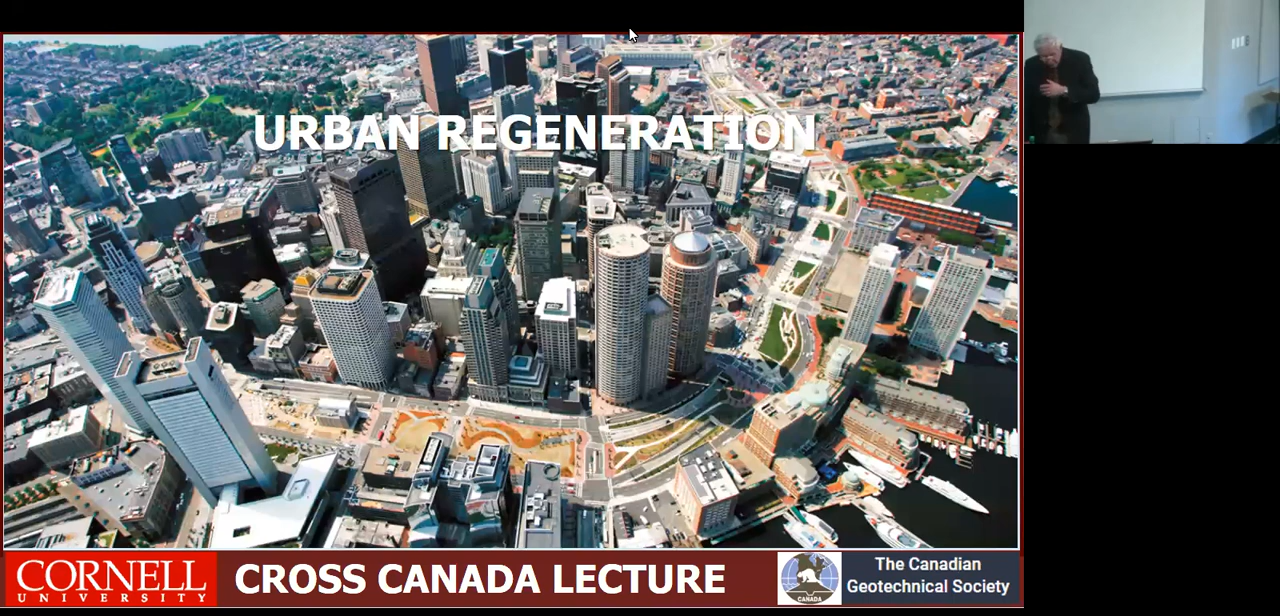 URBAN REGENERATION
CORNELL
UNIVERSITY
CROSS CANADA LECTURE
CANADA
The Canadian
Geotechnical Society